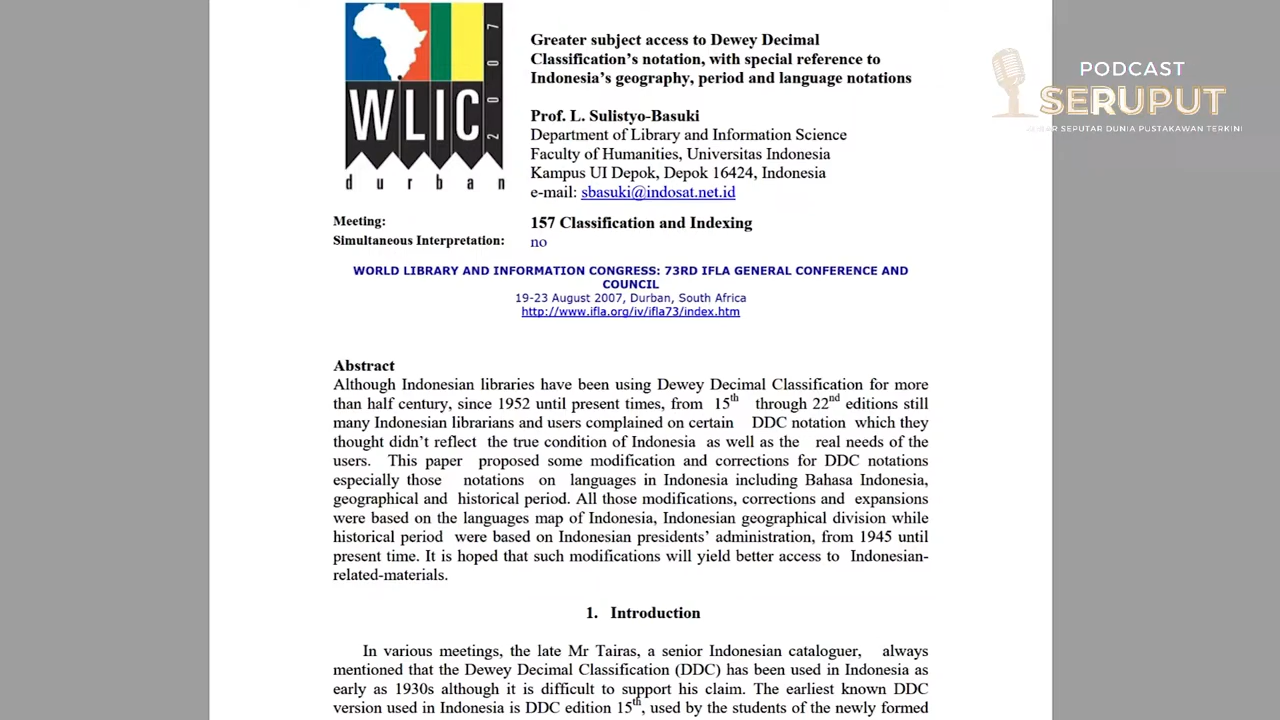 WLIC
2007
durban
Greater subject access to Dewey Decimal
Classification's notation, with special reference to
Indonesia's geography, period and language notations
Prof. L. Sulistyo-Basuki
Department of Library and Information Science
Faculty of Humanities, Universitas Indonesia
Kampus UI Depok, Depok 16424, Indonesia
e-mail: sbasuki@indosat.net.id
PODCAST
SERUPUT
SEPUTAR DUNIA PUSTAKAWAN TERKINI
Meeting: 157 Classification and Indexing
Simultaneous Interpretation: no
WORLD LIBRARY AND INFORMATION CONGRESS: 73RD IFLA GENERAL CONFERENCE AND
COUNCIL
19-23 August 2007, Durban, South Africa
http://www.ifla.org/iv/ifla73/index.htm
Abstract
Although Indonesian libraries have been using Dewey Decimal Classification for more
than half century, since 1952 until present times, from 15th through 22nd editions still
many Indonesian librarians and users complained on certain DDC notation which they
thought didn't reflect the true condition of Indonesia as well as the real needs of the
users. This paper proposed some modification and corrections for DDC notations
especially those notations on languages in Indonesia including Bahasa Indonesia,
geographical and historical period. All those modifications, corrections and expansions
were based on the languages map of Indonesia, Indonesian geographical division while
historical period were based on Indonesian presidents' administration, from 1945 until
present time. It is hoped that such modifications will yield better access to Indonesian-
related-materials.
1. Introduction
In various meetings, the late Mr Tairas, a senior Indonesian cataloguer, always
mentioned that the Dewey Decimal Classification (DDC) has been used in Indonesia as
early as 1930s although it is difficult to support his claim. The earliest known DDC
version used in Indonesia is DDC edition 15th, used by the students of the newly formed